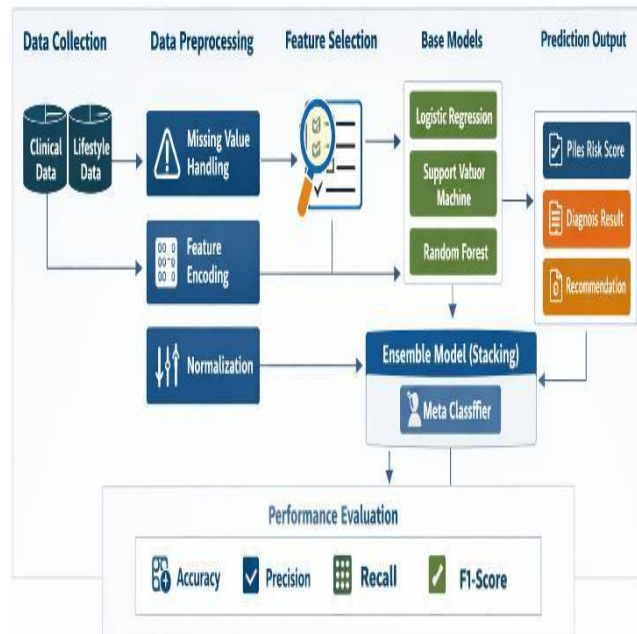 Data Collection
Data Preprocessing
Feature Selection
Base Models
Prediction Output
Clinical
Data
Lifestyle
Data
Missing Value
Handling
Feature
Encoding
Normalization
Logistic Regression
Support Valuor
Machine
Random Forest
Piles Risk Score
Diagnois Result
Recommendation
Ensemble Model (Stacking)
Meta Classffier
Performance Evaluation
Accuracy
Precision
Recall
F1-Score